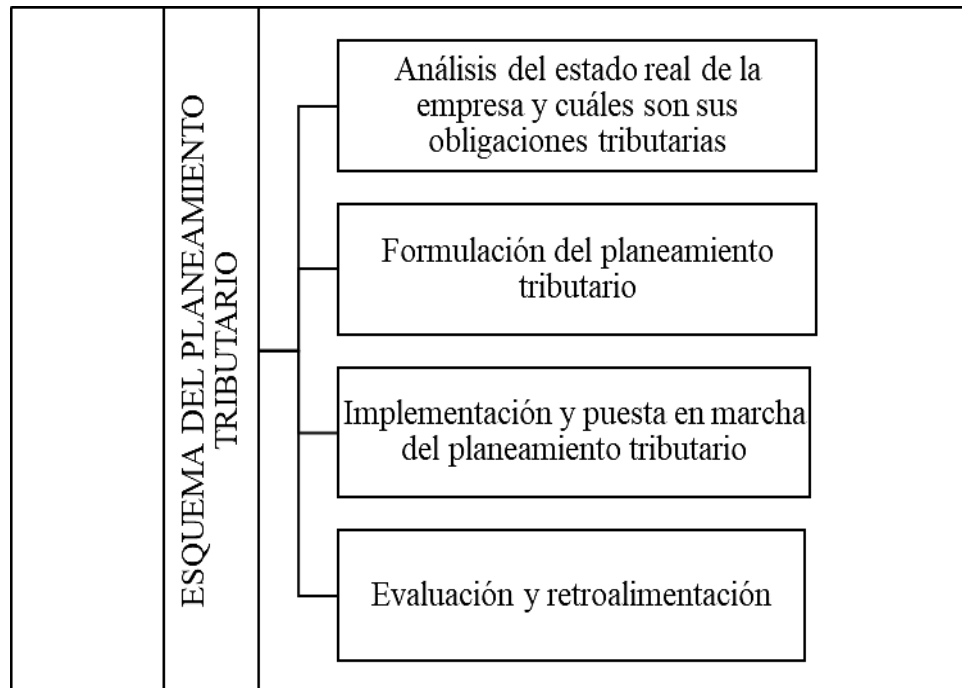 ESQUEMA DEL PLANEAMIENTO
TRIBUTARIO
Análisis del estado real de la
empresa y cuáles son sus
obligaciones tributarias
Formulación del planeamiento
tributario
Implementación y puesta en marcha
del planeamiento tributario
Evaluación y retroalimentación